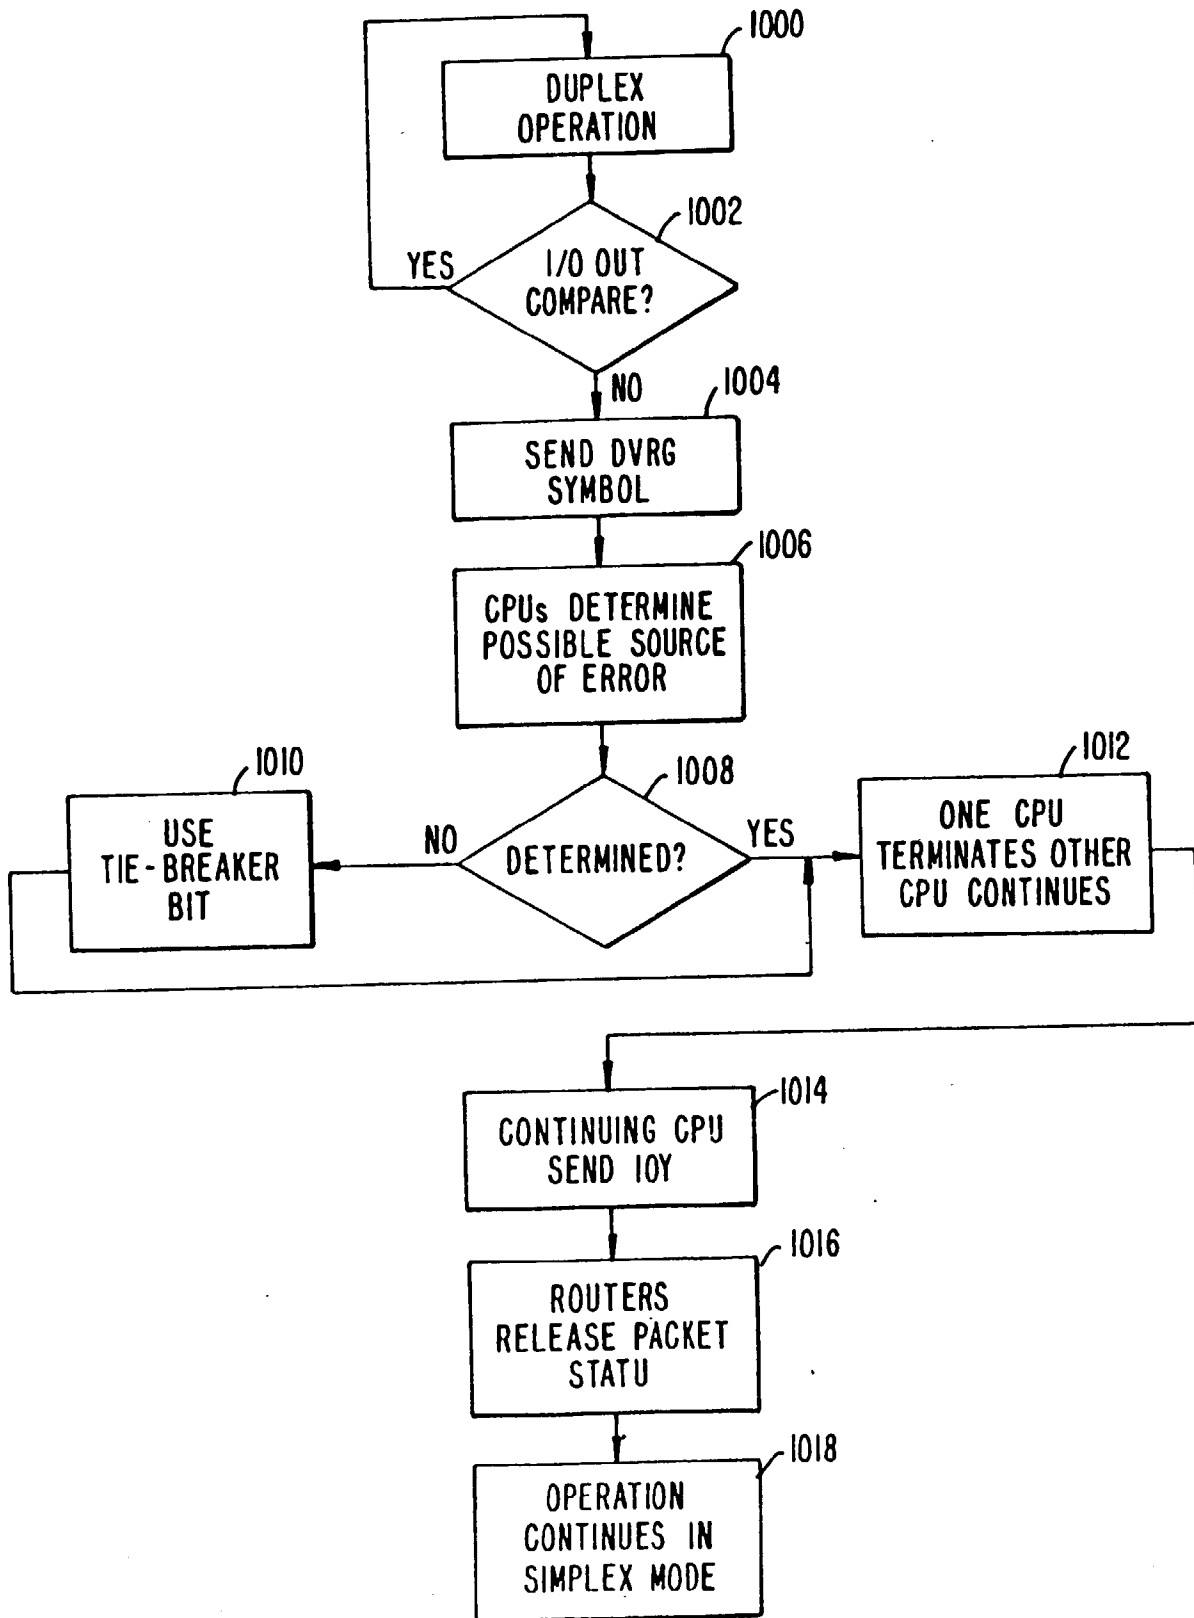 1000
DUPLEX
OPERATION
1002
YES
I/O OUT
COMPARE?
NO
1004
SEND DVRG
SYMBOL
1006
CPUs DETERMINE
POSSIBLE SOURCE
OF ERROR
1010
USE
TIE-BREAKER
BIT
1008
NO
DETERMINED?
YES
1012
ONE CPU
TERMINATES OTHER
CPU CONTINUES
1014
CONTINUING CPU
SEND IOY
1016
ROUTERS
RELEASE PACKET
STATU
1018
OPERATION
CONTINUES IN
SIMPLEX MODE